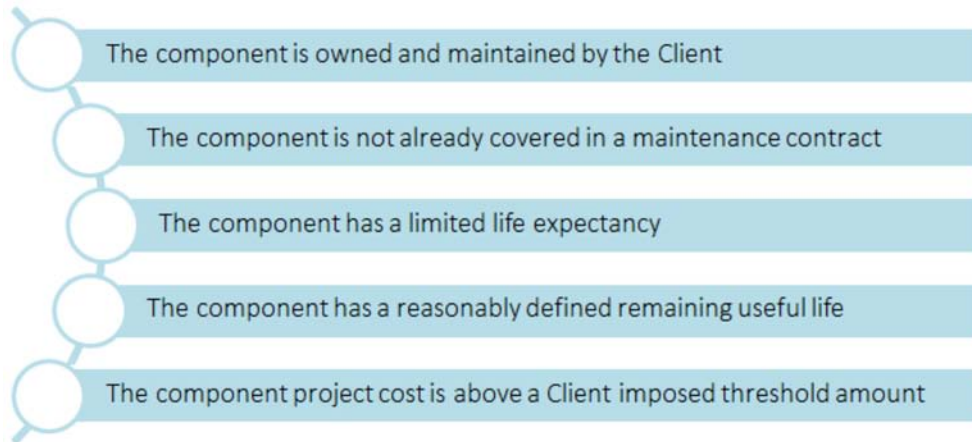 The component is owned and maintained by the Client
The component is not already covered in a maintenance contract
The component has a limited life expectancy
The component has a reasonably defined remaining useful life
The component project cost is above a Client imposed threshold amount